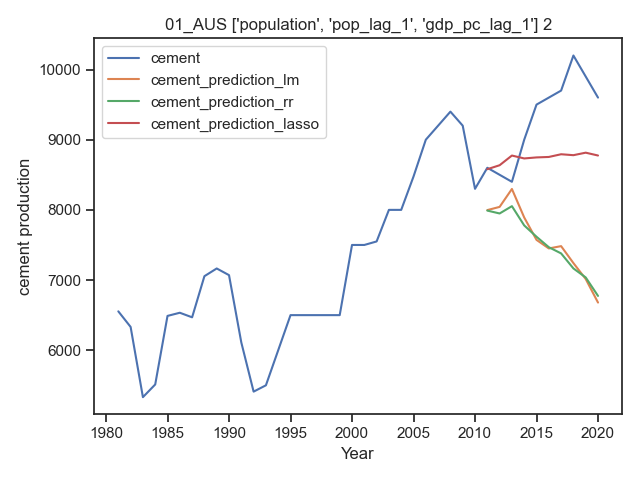 01_AUS ['population', 'pop_lag_1', 'gdp_pc_lag_1'] 2
cement
cement_prediction_lm
cement_prediction_rr
cement_prediction_lasso
cement production
10000
9000
8000
7000
6000
1980 1985 1990 1995 2000 2005 2010 2015 2020
Year